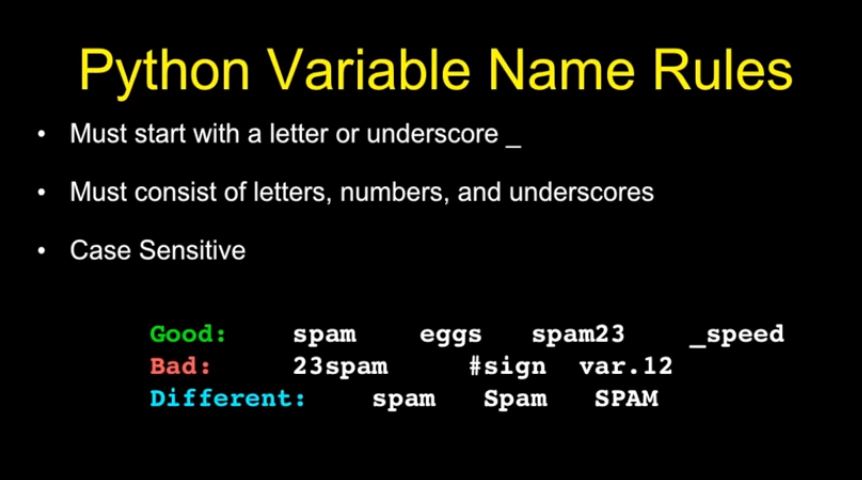 Python Variable Name Rules
• Must start with a letter or underscore _
• Must consist of letters, numbers, and underscores
• Case Sensitive
Good: spam eggs spam23 _speed
Bad: 23spam #sign var.12
Different: spam Spam SPAM